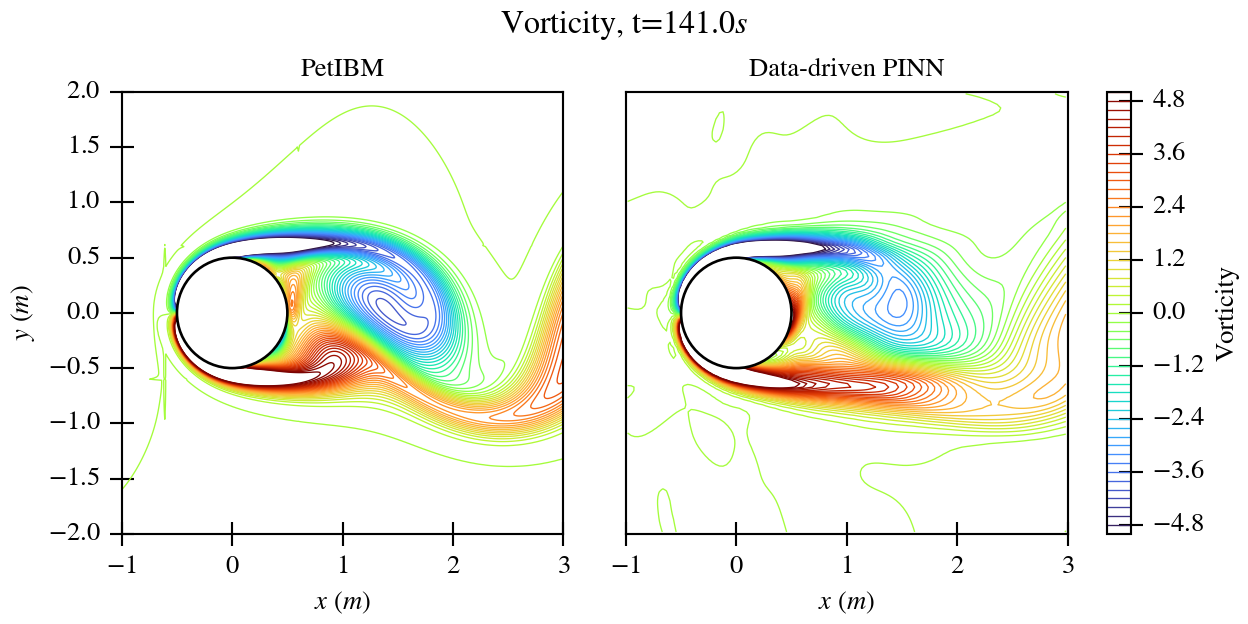 Vorticity, t=141.0s
PetIBM
Data-driven PINN
2.0
1.5
1.0
0.5
0.0
−0.5
−1.0
−1.5
−2.0
y (m)
−1 0 1 2 3
x (m)
−1 0 1 2 3
x (m)
4.8
3.6
2.4
1.2
0.0
−1.2
−2.4
−3.6
−4.8
Vorticity